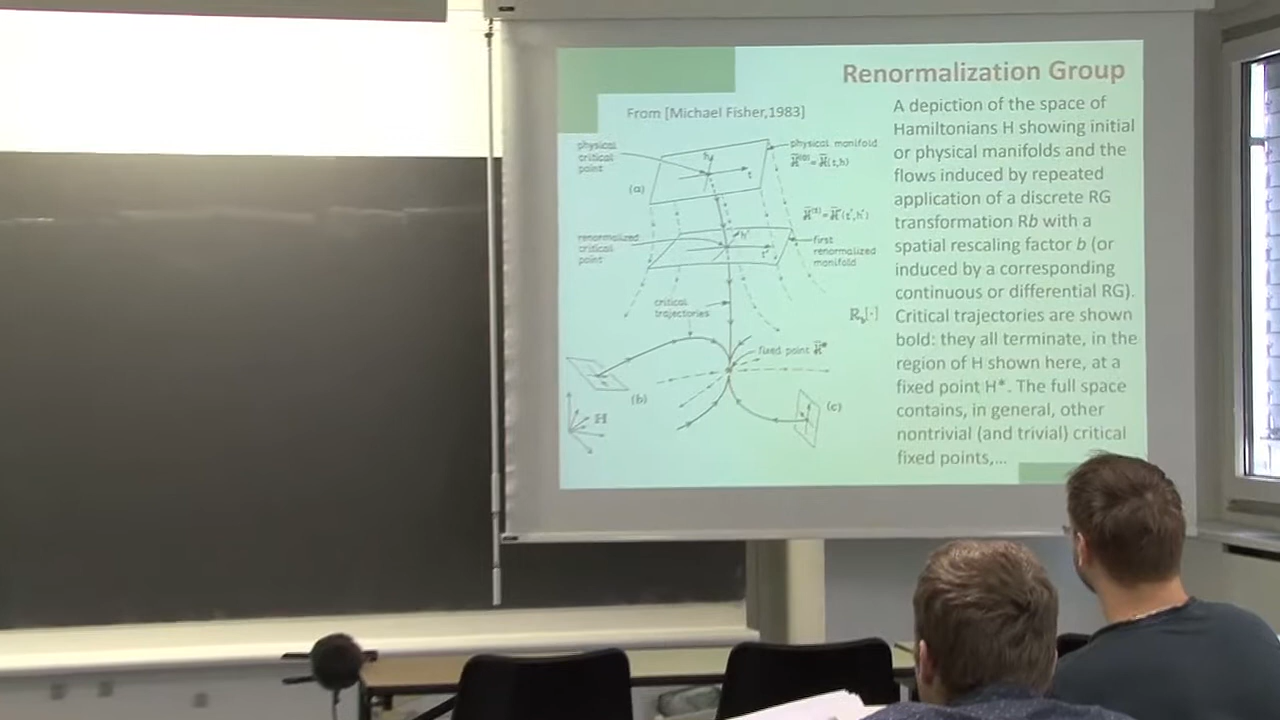 Renormalization Group
From [Michael Fisher,1983]
physical
critical
point
physical manifold
h
t
(a)
renormalized
critical
point
h'
t'
first
renormalized
manifold
critical
trajectories
fixed point
(b)
(c)
A depiction of the space of
Hamiltonians H showing initial
or physical manifolds and the
flows induced by repeated
application of a discrete RG
transformation Rb with a
spatial rescaling factor b (or
induced by a corresponding
continuous or differential RG).
Critical trajectories are shown
bold: they all terminate, in the
region of H shown here, at a
fixed point H*. The full space
contains, in general, other
nontrivial (and trivial) critical
fixed points,...